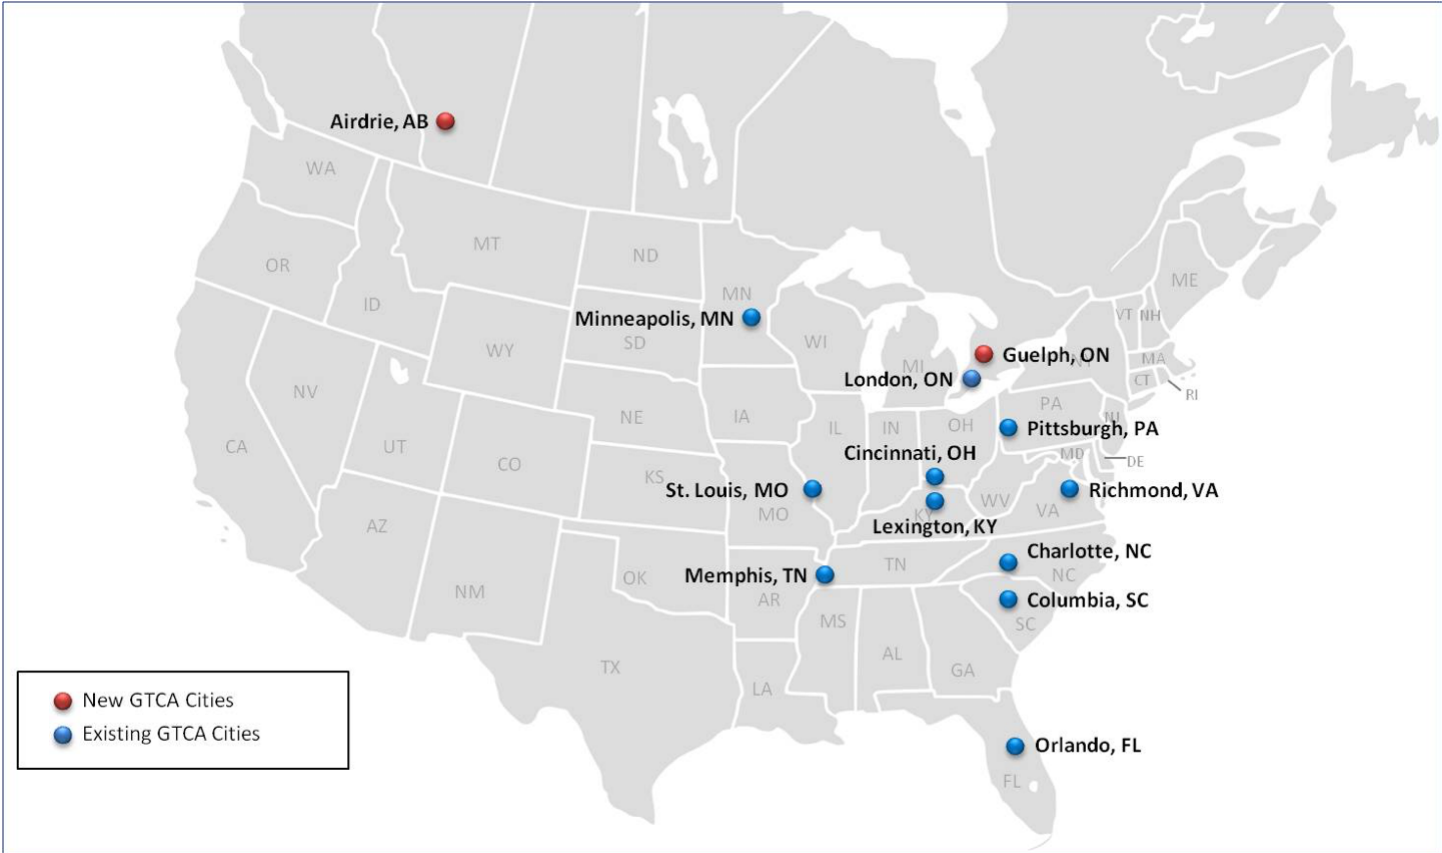 Airdrie, AB
WA
MT
ND
OR
ME
MN
ID
VT
NH
Minneapolis, MN
SD
WI
WY
Guelph, ON
MA
MI
London, ON
CT
NV
RI
NE
IA
PA
NJ
IL
IN
OH
Pittsburgh, PA
CA
UT
CO
Cincinnati, OH
MD
DE
KS
St. Louis, MO
Richmond, VA
WV
MO
KY
VA
AZ
Lexington, KY
Charlotte, NC
TN
Memphis, TN
NC
OK
NM
AR
Columbia, SC
MS
SC
AL
TX
GA
LA
New GTCA Cities
Existing GTCA Cities
Orlando, FL
FL